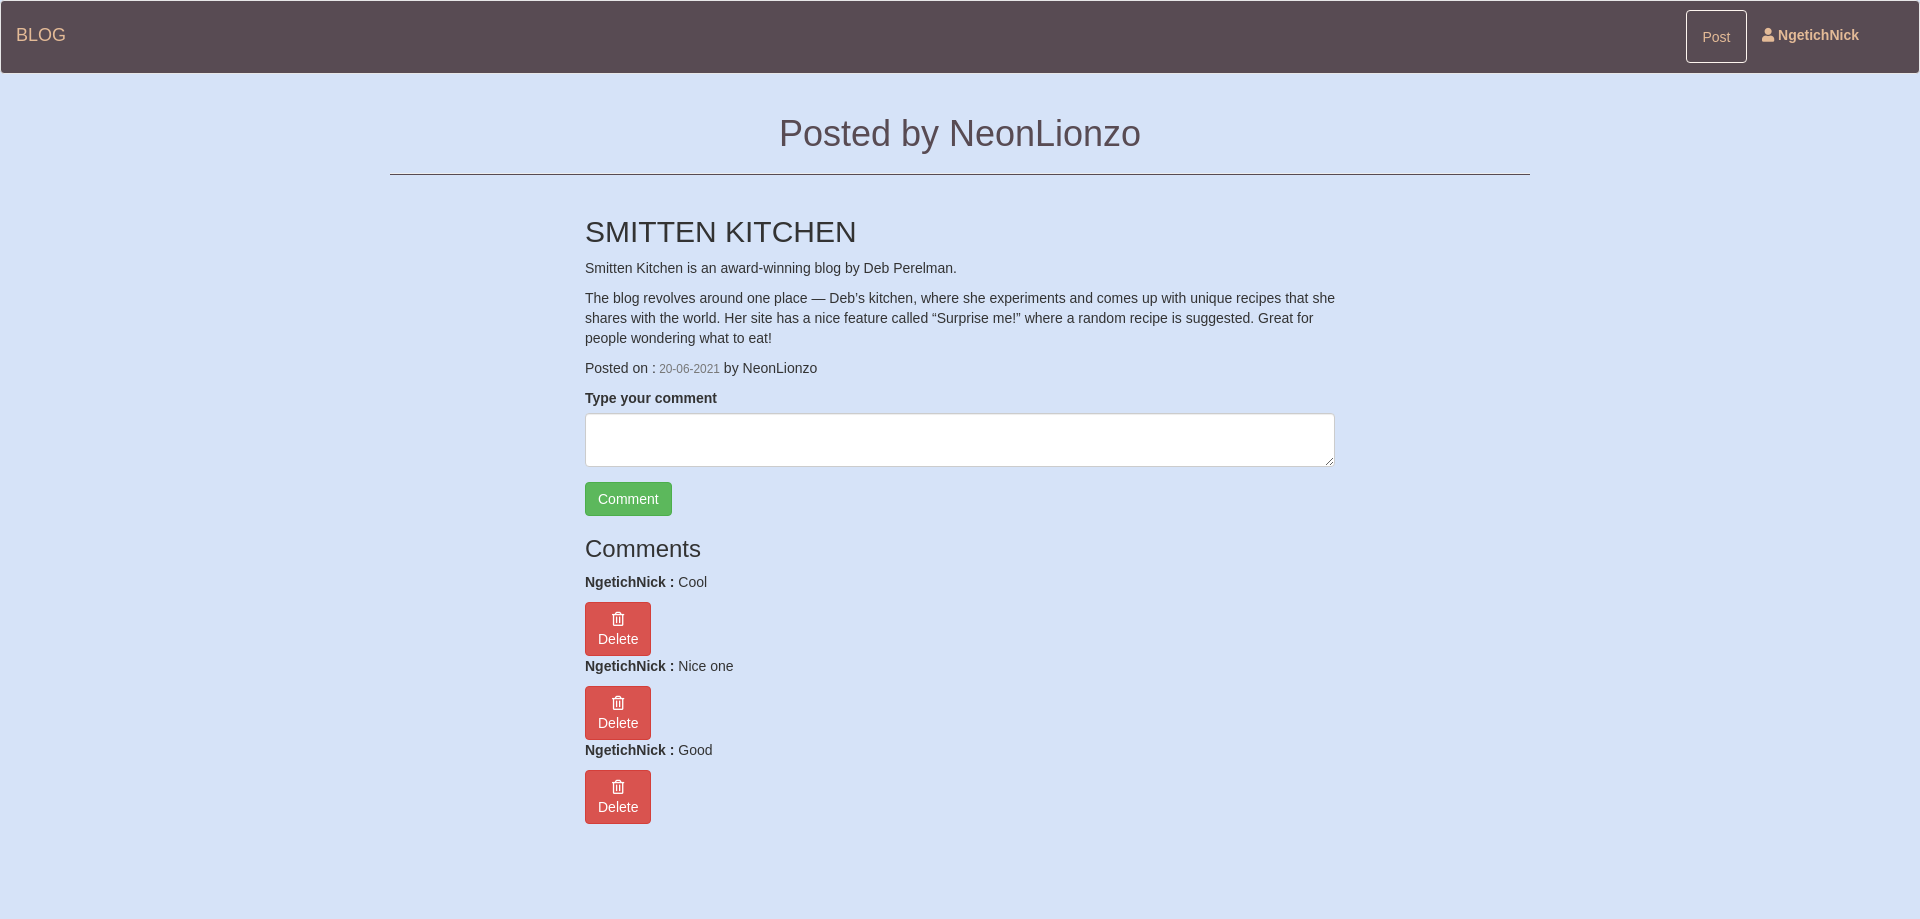 BLOG
Post
NgetichNick
Posted by NeonLionzo
SMITTEN KITCHEN
Smitten Kitchen is an award-winning blog by Deb Perelman.
The blog revolves around one place — Deb’s kitchen, where she experiments and comes up with unique recipes that she
shares with the world. Her site has a nice feature called “Surprise me!” where a random recipe is suggested. Great for
people wondering what to eat!
Posted on : 20-06-2021 by NeonLionzo
Type your comment
Comment
Comments
NgetichNick : Cool
Delete
NgetichNick : Nice one
Delete
NgetichNick : Good
Delete